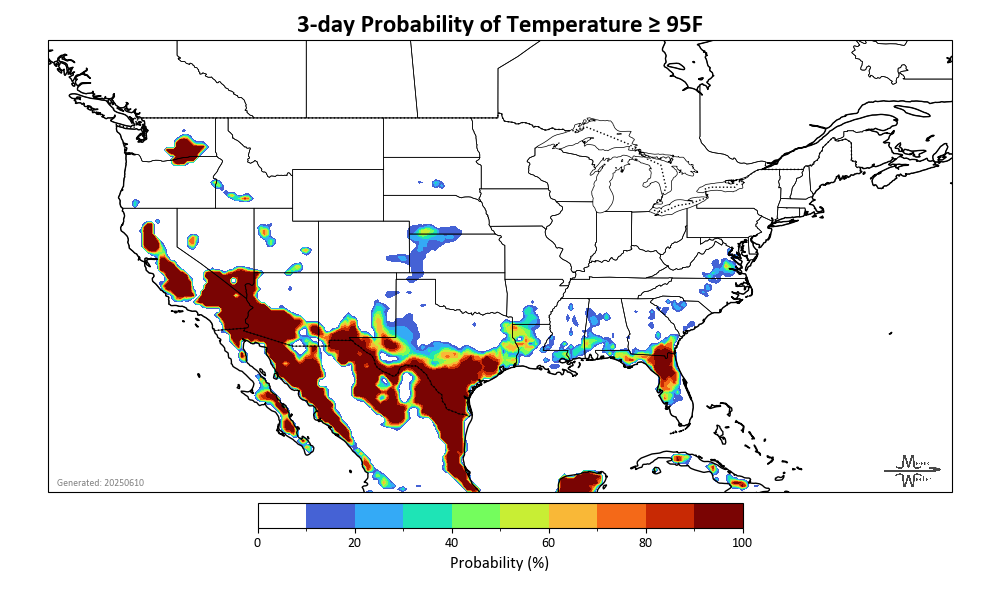 3-day Probability of Temperature ≥ 95F
Generated: 20250610
0 20 40 60 80 100
Probability (%)